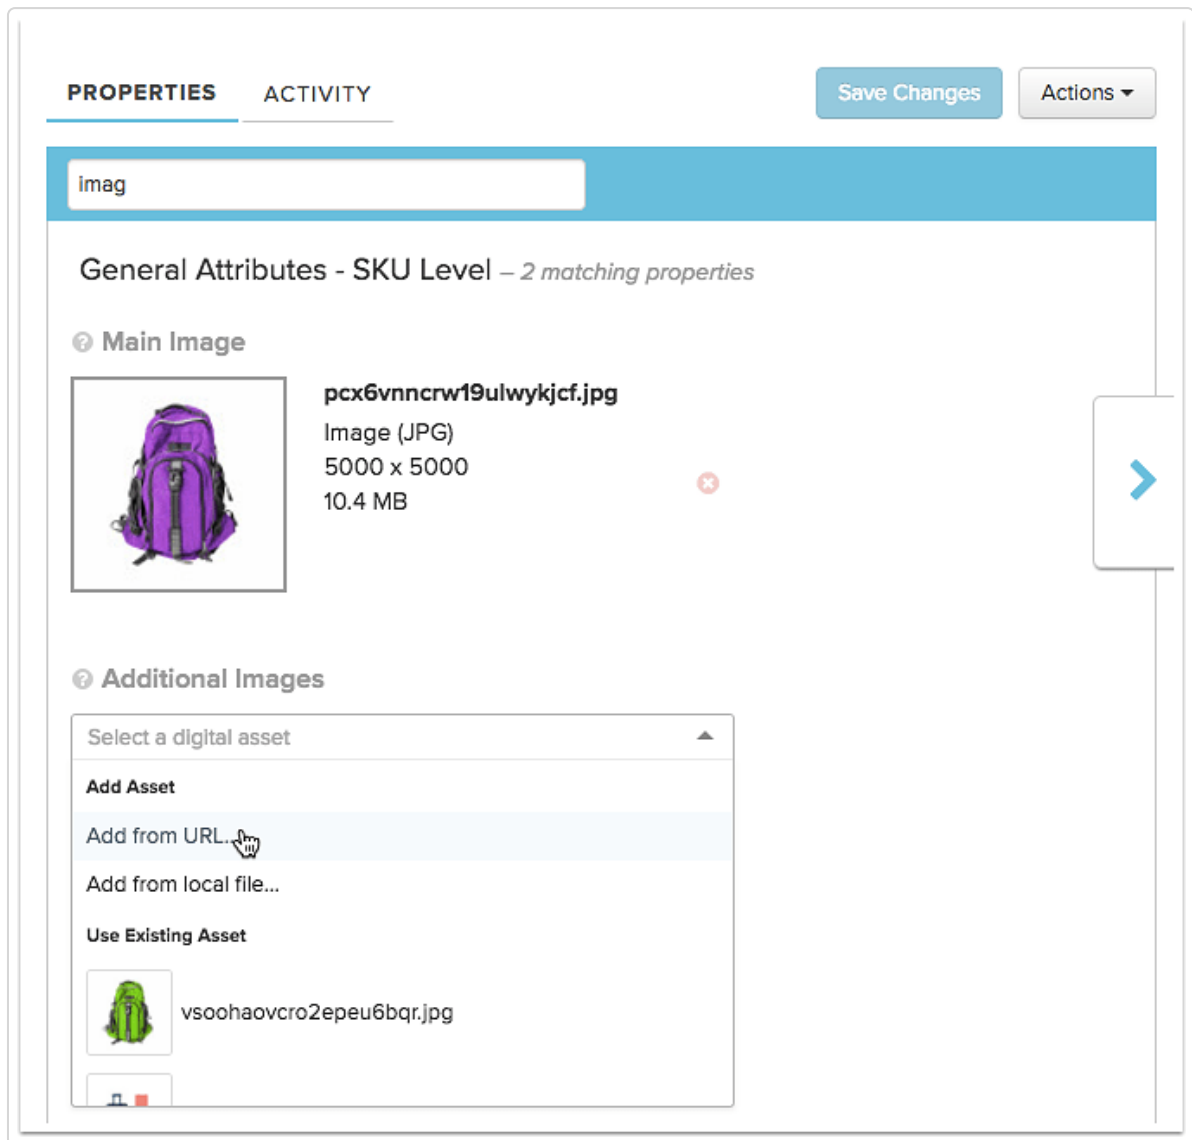 PROPERTIES ACTIVITY Save Changes Actions
imag
General Attributes - SKU Level – 2 matching properties
Main Image
pcx6vnncrw19ulwykjcf.jpg
Image (JPG)
5000 x 5000
10.4 MB
Additional Images
Select a digital asset
Add Asset
Add from URL...
Add from local file...
Use Existing Asset
vsoohaovcro2epeu6bqr.jpg